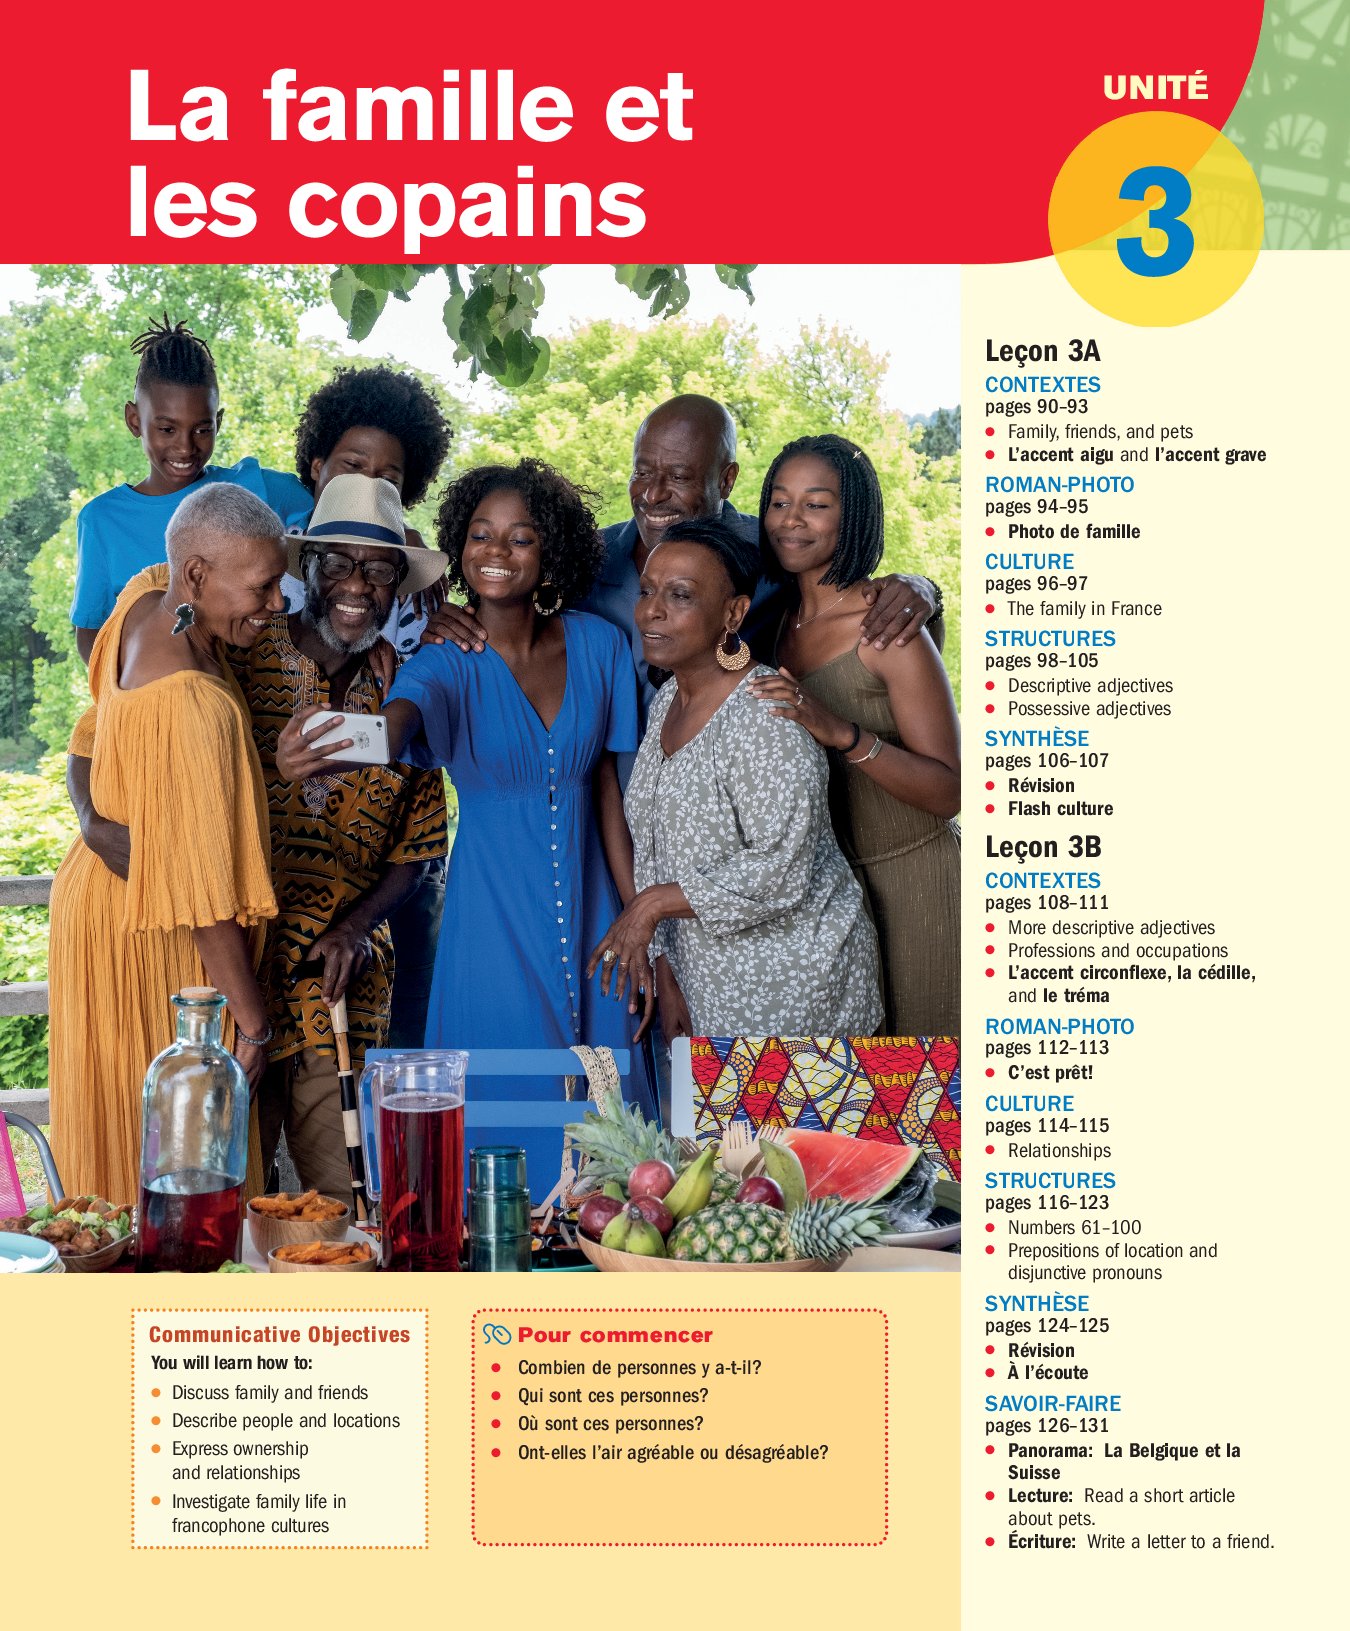 La famille et
les copains
UNITÉ
3
Leçon 3A
CONTEXTES
pages 90–93
• Family, friends, and pets
• L'accent aigu and l'accent grave
ROMAN-PHOTO
pages 94–95
• Photo de famille
CULTURE
pages 96–97
• The family in France
STRUCTURES
pages 98–105
• Descriptive adjectives
• Possessive adjectives
SYNTHÈSE
pages 106–107
• Révision
• Flash culture
Leçon 3B
CONTEXTES
pages 108–111
• More descriptive adjectives
• Professions and occupations
• L'accent circonflexe, la cédille,
and le tréma
ROMAN-PHOTO
pages 112–113
• C'est prêt!
CULTURE
pages 114–115
• Relationships
STRUCTURES
pages 116–123
• Numbers 61–100
• Prepositions of location and
disjunctive pronouns
SYNTHÈSE
pages 124–125
• Révision
• À l'écoute
SAVOIR-FAIRE
pages 126–131
• Panorama: La Belgique et la
Suisse
• Lecture: Read a short article
about pets.
• Écriture: Write a letter to a friend.
Communicative Objectives
You will learn how to:
• Discuss family and friends
• Describe people and locations
• Express ownership
and relationships
• Investigate family life in
francophone cultures
Pour commencer
• Combien de personnes y a-t-il?
• Qui sont ces personnes?
• Où sont ces personnes?
• Ont-elles l'air agréable ou désagréable?